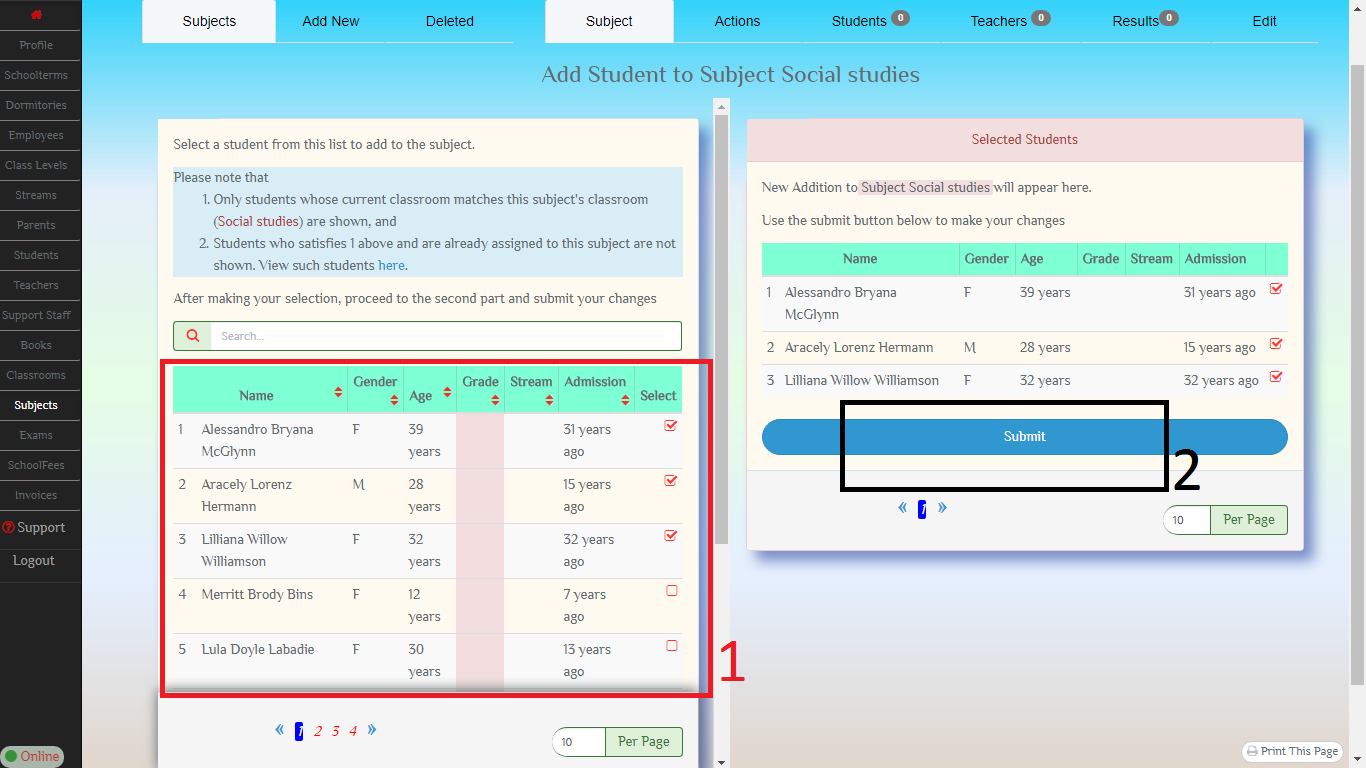 Subjects Add New Deleted Subject Actions Students 0 Teachers 0 Results 0 Edit
Profile
Schoolterms
Dormitories
Employees
Class Levels
Streams
Parents
Students
Teachers
Support Staff
Books
Classrooms
Subjects
Exams
SchoolFees
Invoices
Support
Logout
Online
Add Student to Subject Social studies
Select a student from this list to add to the subject.
Please note that
1. Only students whose current classroom matches this subject's classroom
(Social studies) are shown, and
2. Students who satisfies 1 above and are already assigned to this subject are not
shown. View such students here.
After making your selection, proceed to the second part and submit your changes
Search...
Name Gender Age Grade Stream Admission Select
1 Alessandro Bryana F 39 31 years
McGlynn years ago
2 Aracely Lorenz M 28 15 years
Hermann years ago
3 Lilliana Willow F 32 32 years
Williamson years ago
4 Merritt Brody Bins F 12 7 years
years ago
5 Lula Doyle Labadie F 30 13 years
years ago
1
« 1 2 3 4 »
10 Per Page
Selected Students
New Addition to Subject Social studies will appear here.
Use the submit button below to make your changes
Name Gender Age Grade Stream Admission
1 Alessandro Bryana F 39 years 31 years ago
McGlynn
2 Aracely Lorenz Hermann M 28 years 15 years ago
3 Lilliana Willow Williamson F 32 years 32 years ago
Submit
2
« 1 »
10 Per Page
Print This Page